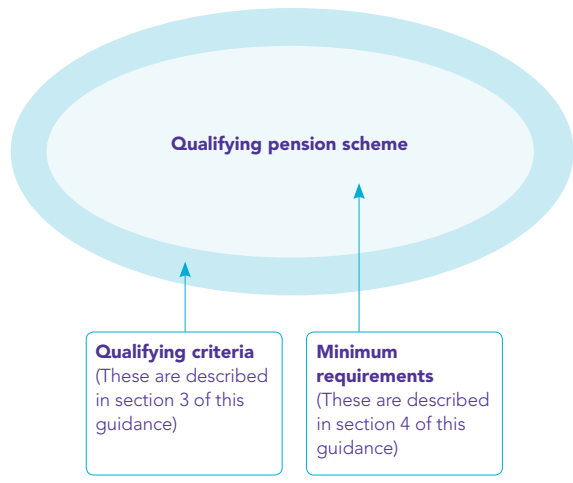 Qualifying pension scheme
Qualifying criteria
(These are described
in section 3 of this
guidance)
Minimum
requirements
(These are described
in section 4 of this
guidance)